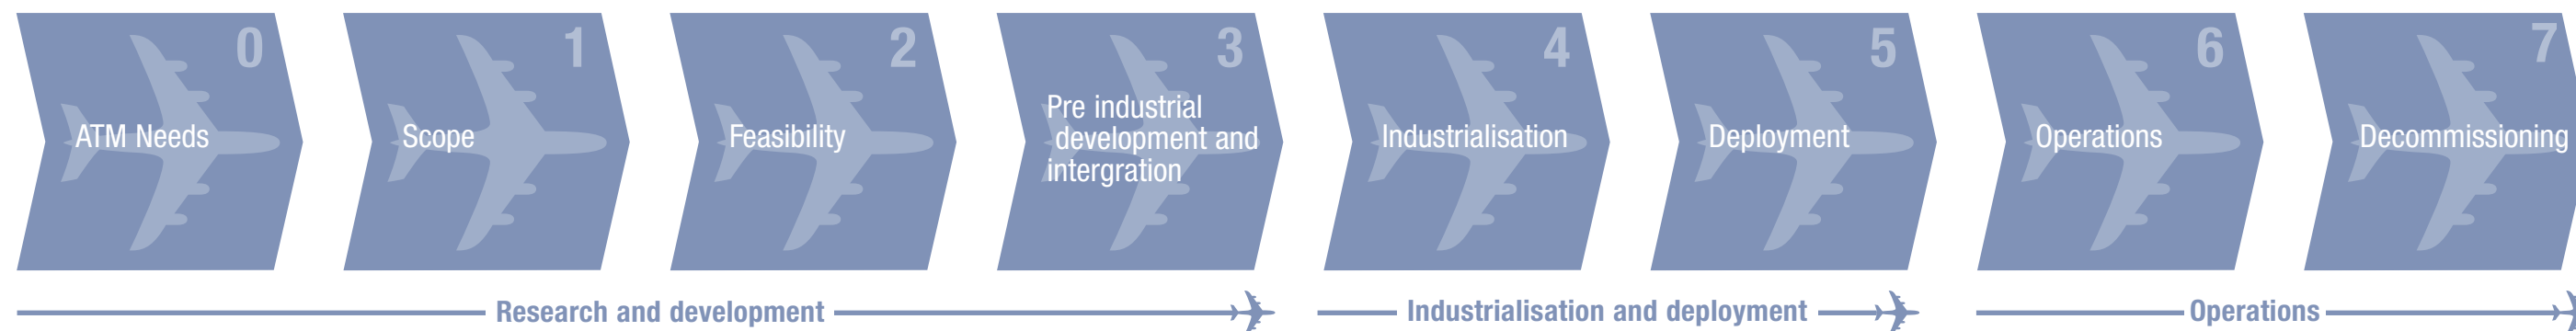 0
ATM Needs
1
Scope
2
Feasibility
3
Pre industrial
development and
intergration
4
Industrialisation
5
Deployment
6
Operations
7
Decommissioning
Research and development
Industrialisation and deployment
Operations